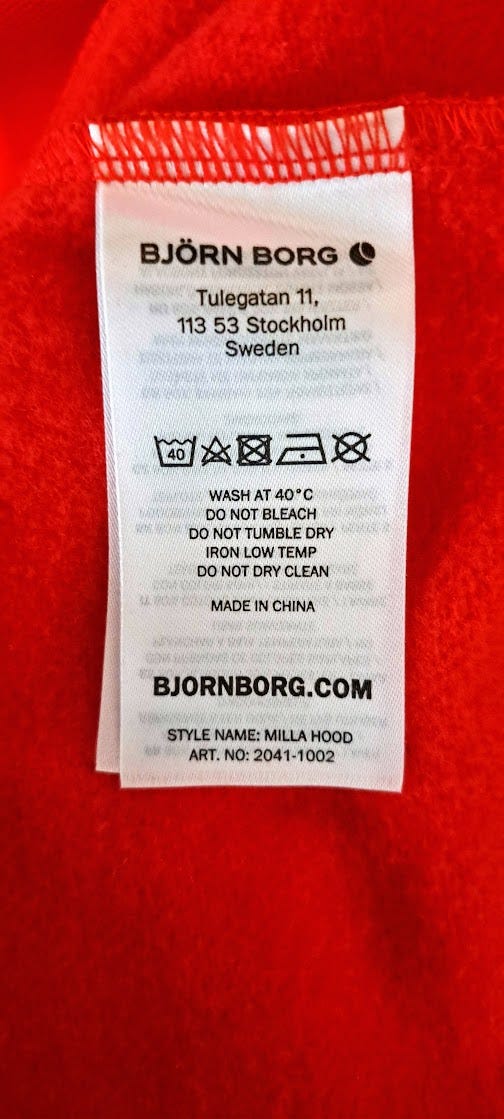 BJÖRN BORG
Tulegatan 11,
113 53 Stockholm
Sweden
40
WASH AT 40°C
DO NOT BLEACH
DO NOT TUMBLE DRY
IRON LOW TEMP
DO NOT DRY CLEAN
MADE IN CHINA
BJORNBORG.COM
STYLE NAME: MILLA HOOD
ART. NO: 2041-1002